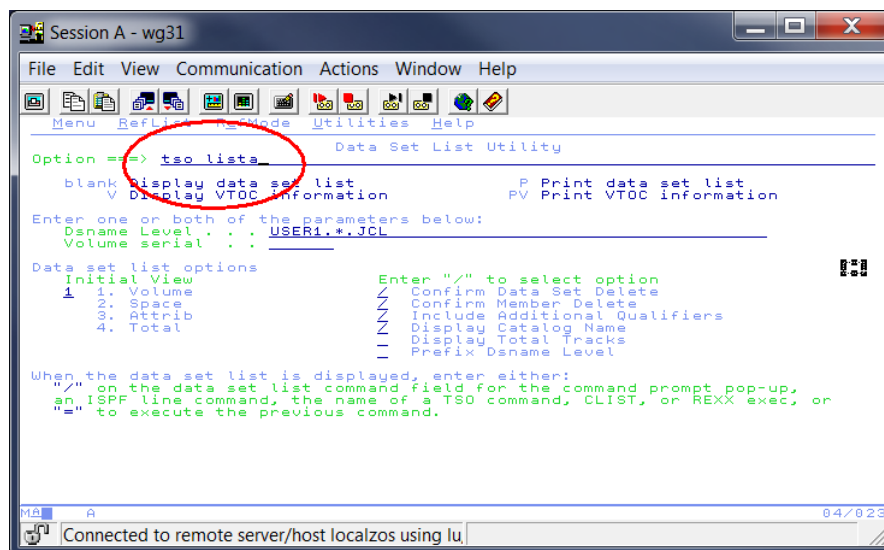 Session A - wg31
File Edit View Communication Actions Window Help
Menu RefList RefMode Utilities Help
Data Set List Utility
Option ===> tso lista_
blank Display data set list P Print data set list
V Display VTOC information PV Print VTOC information
Enter one or both of the parameters below:
Dsname Level . . . USER1.*.JCL
Volume serial . .
Data set list options
Initial View Enter "/" to select option
1 1. Volume / Confirm Data Set Delete
2. Space / Confirm Member Delete
3. Attrib / Include Additional Qualifiers
4. Total / Display Catalog Name
_ Display Total Tracks
_ Prefix Dsname Level
When the data set list is displayed, enter either:
"/" on the data set list command field for the command prompt pop-up,
an ISPF line command, the name of a TSO command, CLIST, or REXX exec, or
"=" to execute the previous command.
MA A 04/023
Connected to remote server/host localzos using lu